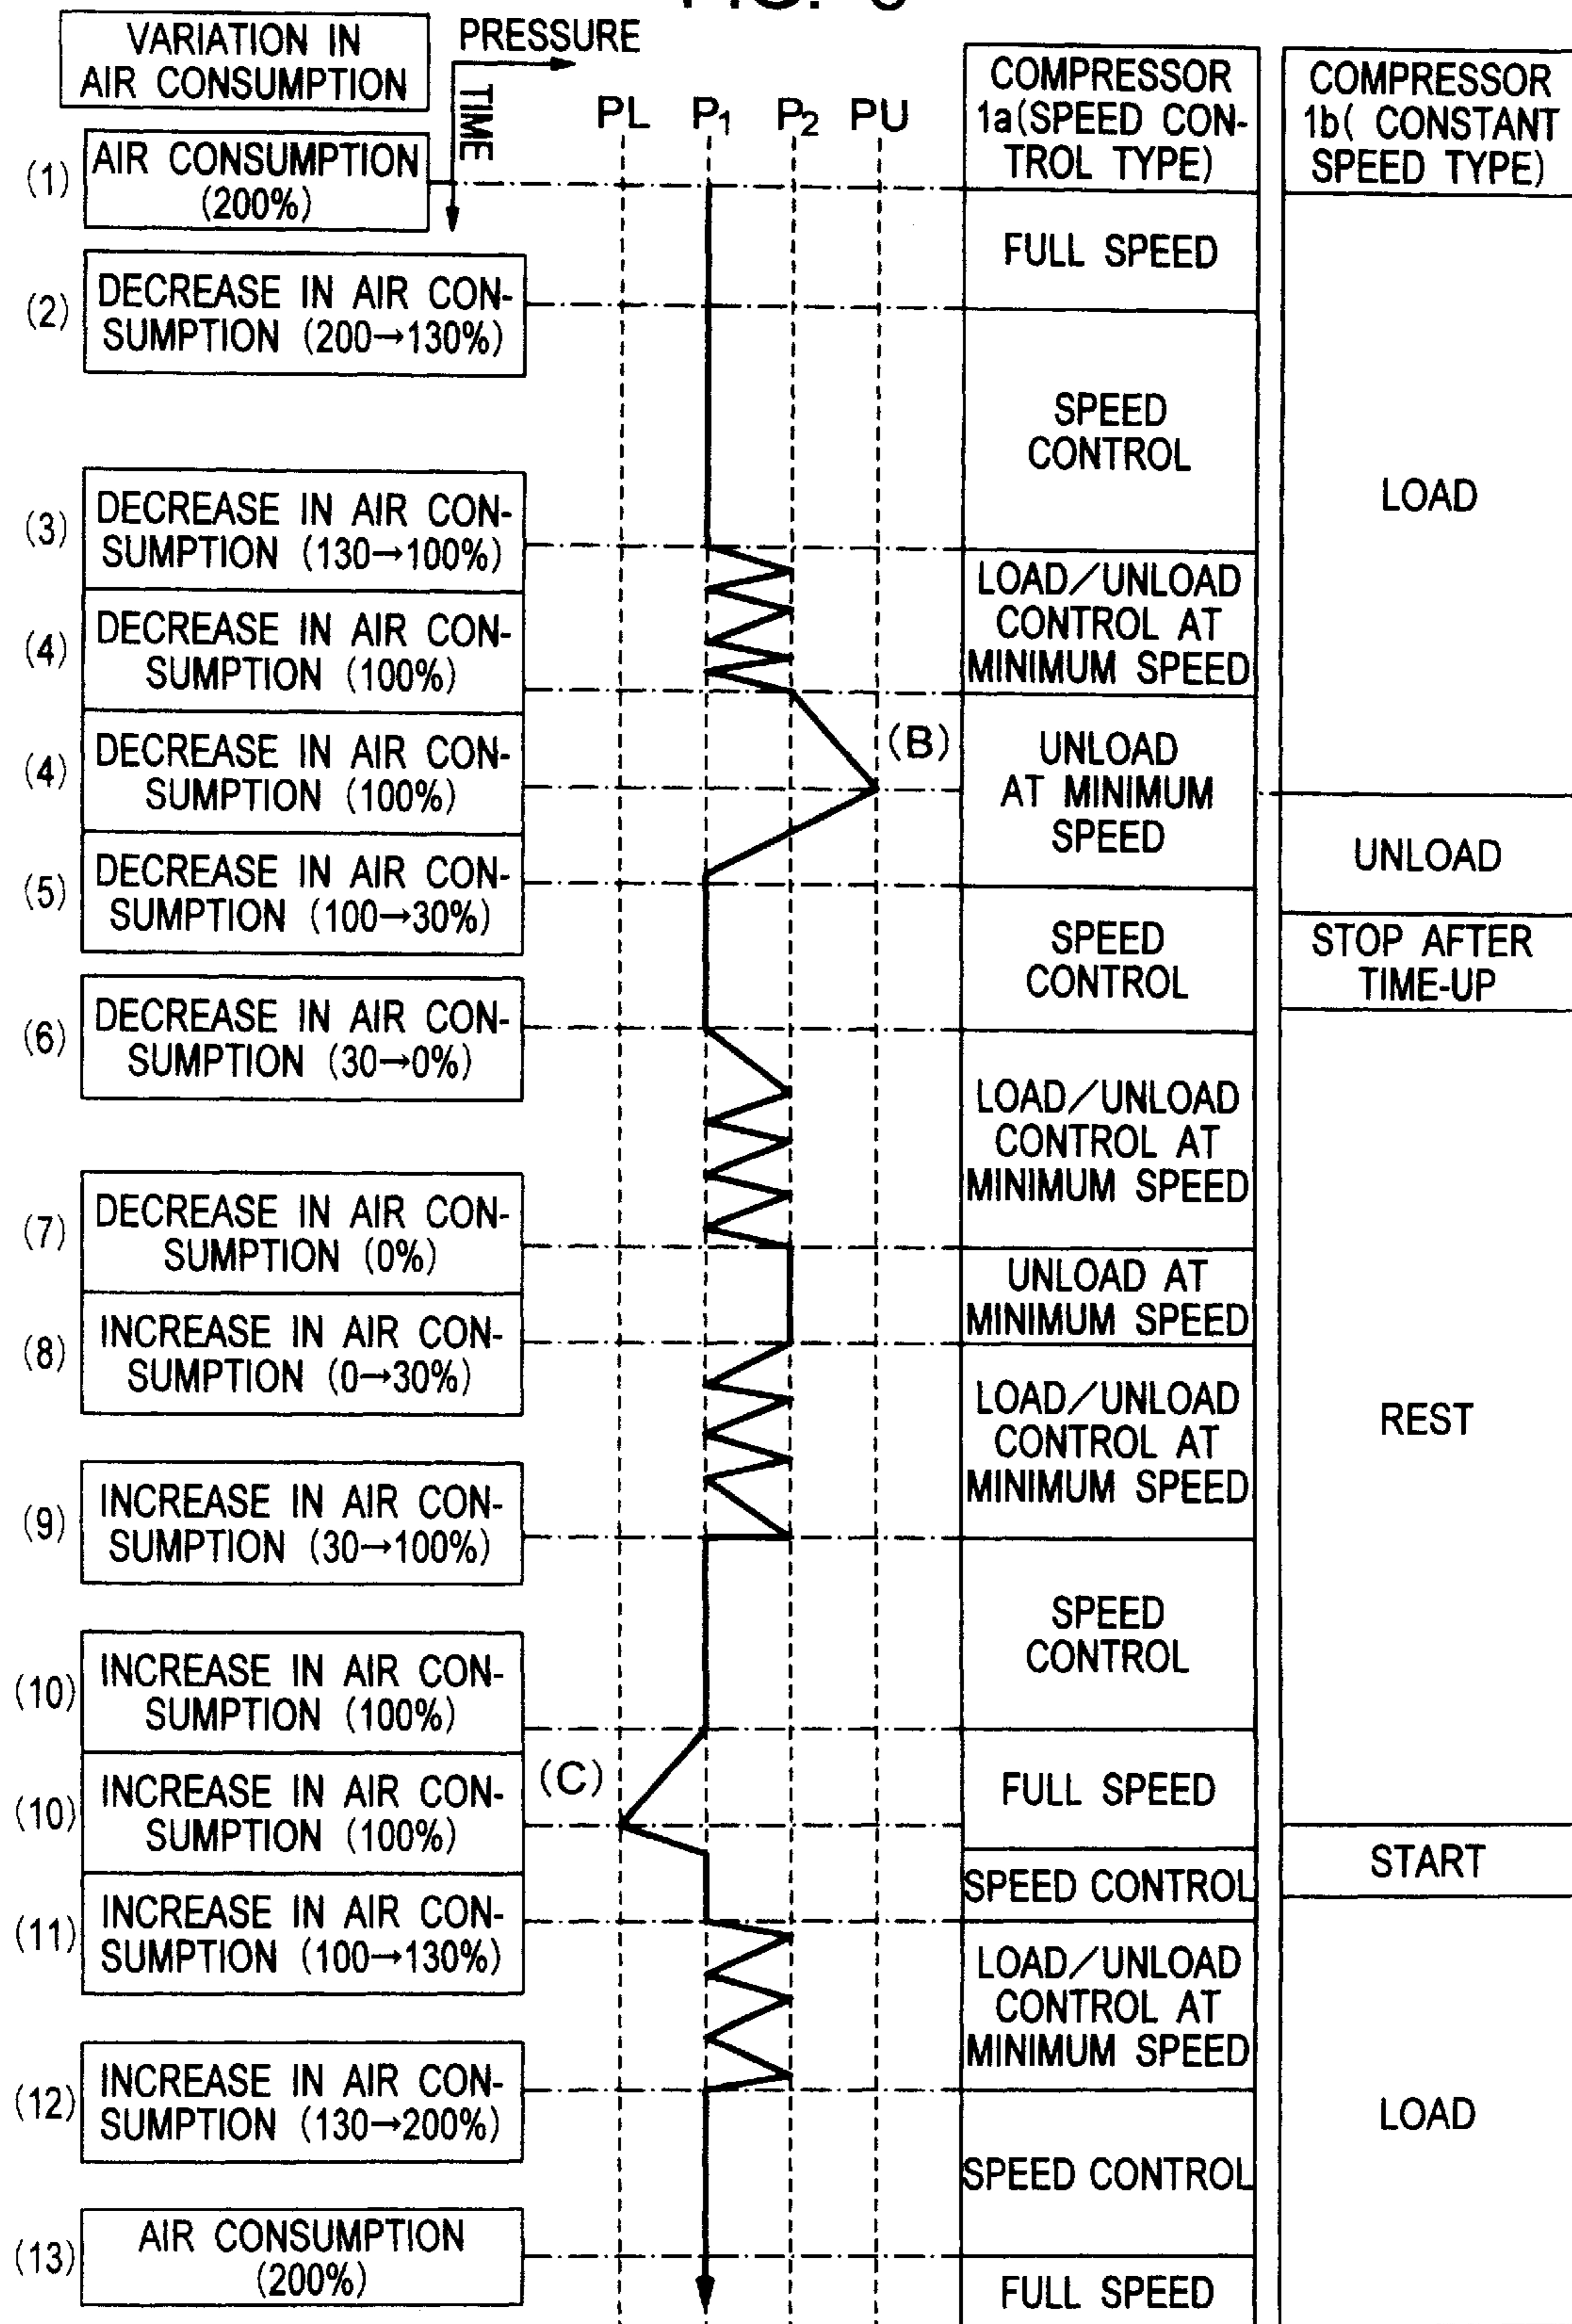 VARIATION IN
AIR CONSUMPTION
PRESSURE
TIME
PL P1 P2 PU
COMPRESSOR
1a(SPEED CON-
TROL TYPE)
COMPRESSOR
1b( CONSTANT
SPEED TYPE)
(1)
AIR CONSUMPTION
(200%)
FULL SPEED
(2)
DECREASE IN AIR CON-
SUMPTION (200→130%)
SPEED
CONTROL
LOAD
(3)
DECREASE IN AIR CON-
SUMPTION (130→100%)
LOAD/UNLOAD
CONTROL AT
MINIMUM SPEED
(4)
DECREASE IN AIR CON-
SUMPTION (100%)
(4)
DECREASE IN AIR CON-
SUMPTION (100%)
(B)
UNLOAD
AT MINIMUM
SPEED
UNLOAD
(5)
DECREASE IN AIR CON-
SUMPTION (100→30%)
SPEED
CONTROL
STOP AFTER
TIME-UP
(6)
DECREASE IN AIR CON-
SUMPTION (30→0%)
LOAD/UNLOAD
CONTROL AT
MINIMUM SPEED
(7)
DECREASE IN AIR CON-
SUMPTION (0%)
UNLOAD AT
MINIMUM SPEED
(8)
INCREASE IN AIR CON-
SUMPTION (0→30%)
LOAD/UNLOAD
CONTROL AT
MINIMUM SPEED
REST
(9)
INCREASE IN AIR CON-
SUMPTION (30→100%)
SPEED
CONTROL
(10)
INCREASE IN AIR CON-
SUMPTION (100%)
(10)
INCREASE IN AIR CON-
SUMPTION (100%)
(C)
FULL SPEED
START
SPEED CONTROL
(11)
INCREASE IN AIR CON-
SUMPTION (100→130%)
LOAD/UNLOAD
CONTROL AT
MINIMUM SPEED
(12)
INCREASE IN AIR CON-
SUMPTION (130→200%)
LOAD
SPEED CONTROL
(13)
AIR CONSUMPTION
(200%)
FULL SPEED